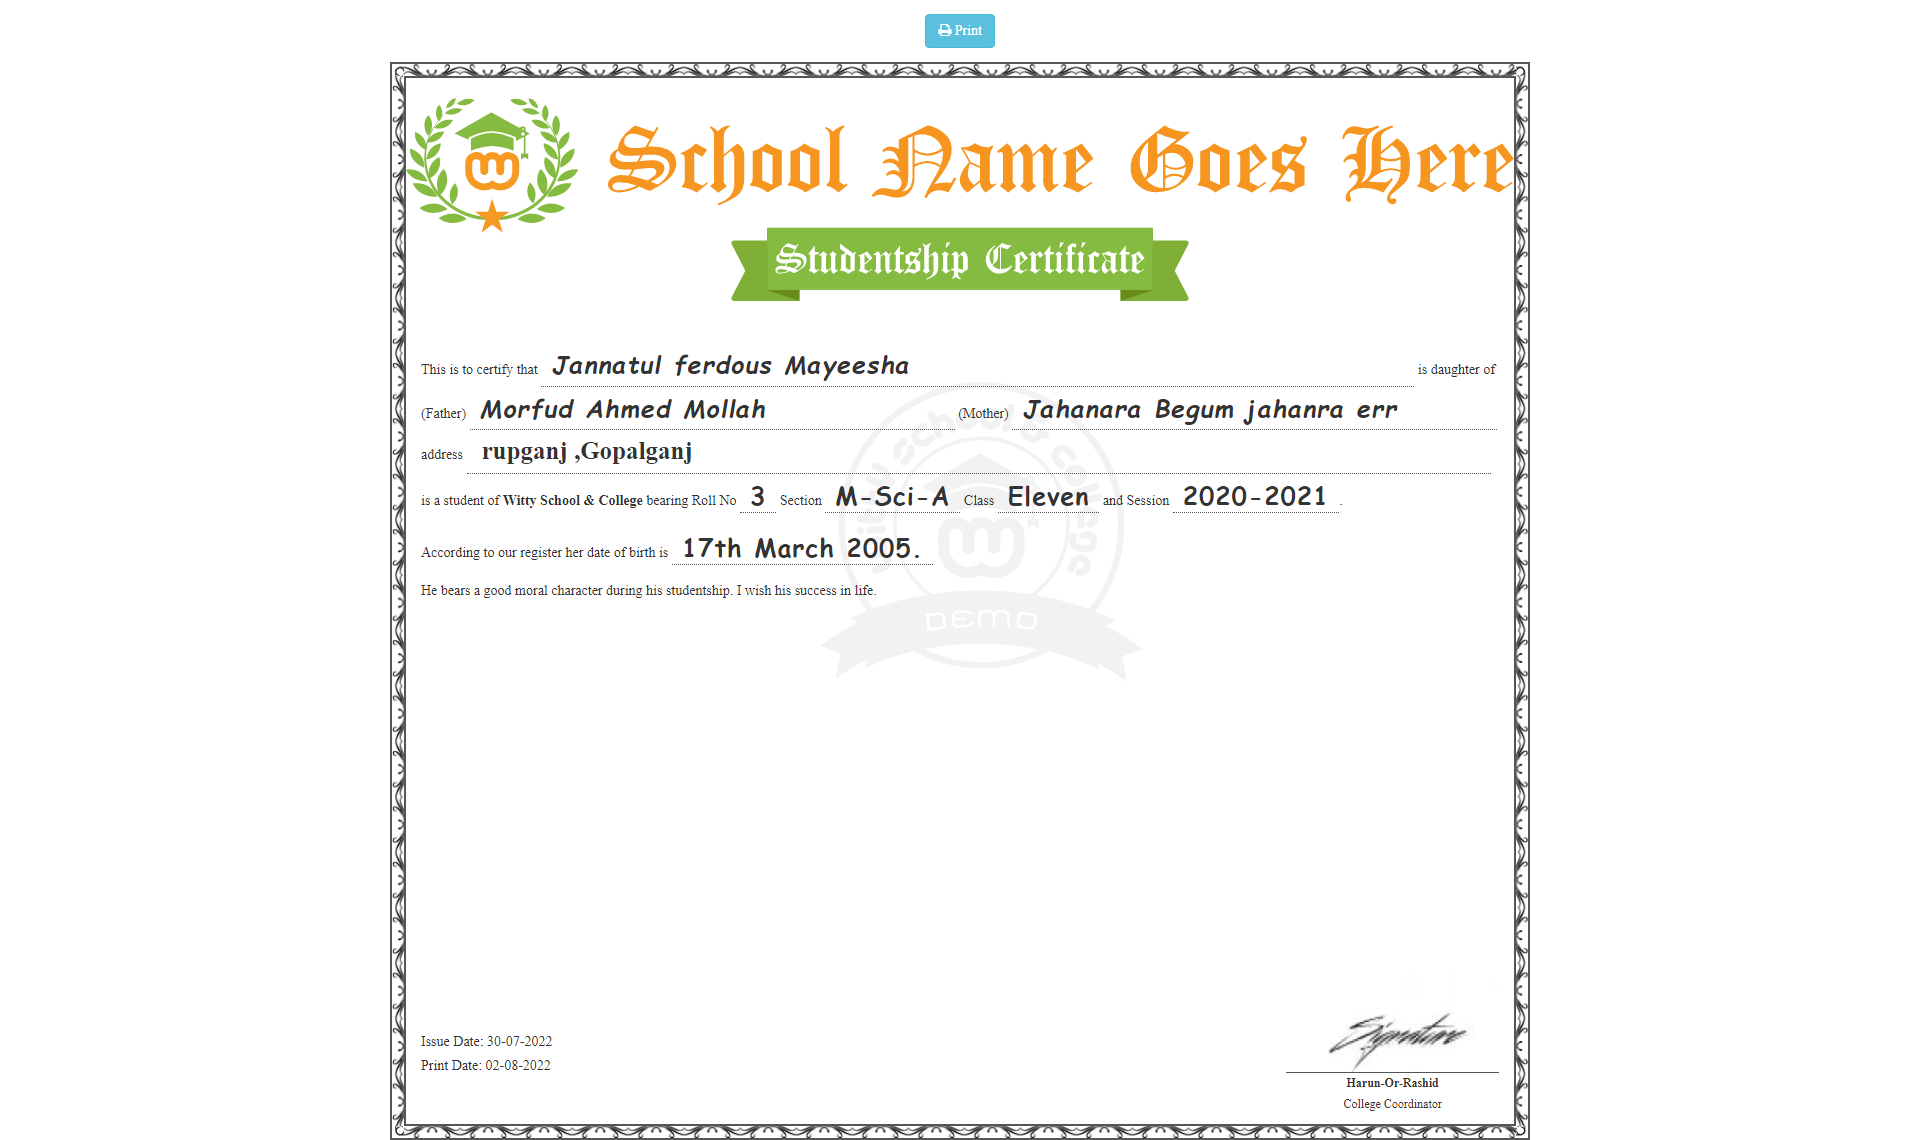 Print
School Name Goes Here
Studentship Certificate
This is to certify that Jannatul ferdous Mayeesha is daughter of
(Father) Morfud Ahmed Mollah (Mother) Jahanara Begum jahanra err
address rupganj ,Gopalganj
is a student of Witty School & College bearing Roll No 3 Section M-Sci-A Class Eleven and Session 2020-2021 .
According to our register her date of birth is 17th March 2005.
He bears a good moral character during his studentship. I wish his success in life.
witty school & college
DEMO
Signature
Issue Date: 30-07-2022
Print Date: 02-08-2022
Harun-Or-Rashid
College Coordinator